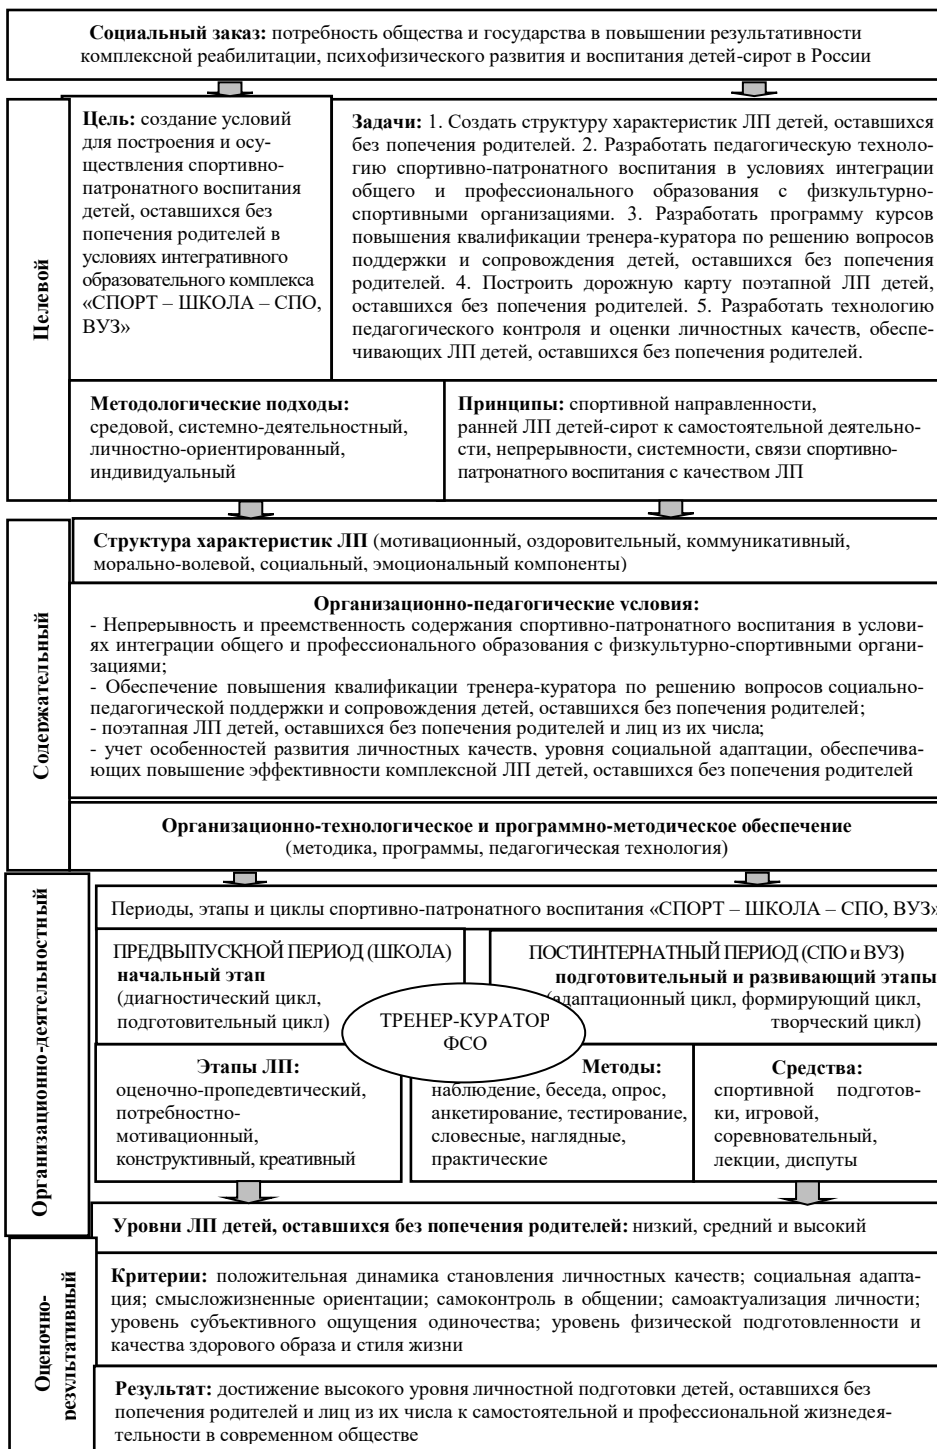 Социальный заказ: потребность общества и государства в повышении результативности
комплексной реабилитации, психофизического развития и воспитания детей-сирот в России
Целевой
Цель: создание условий
для построения и осу-
ществления спортивно-
патронатного воспитания
детей, оставшихся без
попечения родителей в
условиях интегративного
образовательного комплекса
«СПОРТ – ШКОЛА – СПО,
ВУЗ»
Задачи: 1. Создать структуру характеристик ЛП детей, оставшихся
без попечения родителей. 2. Разработать педагогическую техноло-
гию спортивно-патронатного воспитания в условиях интеграции
общего и профессионального образования с физкультурно-
спортивными организациями. 3. Разработать программу курсов
повышения квалификации тренера-куратора по решению вопросов
поддержки и сопровождения детей, оставшихся без попечения
родителей. 4. Построить дорожную карту поэтапной ЛП детей,
оставшихся без попечения родителей. 5. Разработать технологию
педагогического контроля и оценки личностных качеств, обеспе-
чивающих ЛП детей, оставшихся без попечения родителей.
Методологические подходы:
средовой, системно-деятельностный,
личностно-ориентированный,
индивидуальный
Принципы: спортивной направленности,
ранней ЛП детей-сирот к самостоятельной деятельно-
сти, непрерывности, системности, связи спортивно-
патронатного воспитания с качеством ЛП
Содержательный
Структура характеристик ЛП (мотивационный, оздоровительный, коммуникативный,
морально-волевой, социальный, эмоциональный компоненты)
Организационно-педагогические условия:
- Непрерывность и преемственность содержания спортивно-патронатного воспитания в услови-
ях интеграции общего и профессионального образования с физкультурно-спортивными органи-
зациями;
- Обеспечение повышения квалификации тренера-куратора по решению вопросов социально-
педагогической поддержки и сопровождения детей, оставшихся без попечения родителей;
- поэтапная ЛП детей, оставшихся без попечения родителей и лиц из их числа;
- учет особенностей развития личностных качеств, уровня социальной адаптации, обеспечива-
ющих повышение эффективности комплексной ЛП детей, оставшихся без попечения родителей
Организационно-технологическое и программно-методическое обеспечение
(методика, программы, педагогическая технология)
Организационно-деятельностный
Периоды, этапы и циклы спортивно-патронатного воспитания «СПОРТ – ШКОЛА – СПО, ВУЗ»
ПРЕДВЫПУСКНОЙ ПЕРИОД (ШКОЛА)
начальный этап
(диагностический цикл,
подготовительный цикл)
ПОСТИНТЕРНАТНЫЙ ПЕРИОД (СПО и ВУЗ)
подготовительный и развивающий этапы
(адаптационный цикл, формирующий цикл,
творческий цикл)
ТРЕНЕР-КУРАТОР
ФСО
Этапы ЛП:
оценочно-пропедевтический,
потребностно-
мотивационный,
конструктивный, креативный
Методы:
наблюдение, беседа, опрос,
анкетирование, тестирование,
словесные, наглядные,
практические
Средства:
спортивной подготов-
ки, игровой,
соревновательный,
лекции, диспуты
Уровни ЛП детей, оставшихся без попечения родителей: низкий, средний и высокий
Оценочно-
результативный
Критерии: положительная динамика становления личностных качеств; социальная адапта-
ция; смысложизненные ориентации; самоконтроль в общении; самоактуализация личности;
уровень субъективного ощущения одиночества; уровень физической подготовленности и
качества здорового образа и стиля жизни
Результат: достижение высокого уровня личностной подготовки детей, оставшихся без
попечения родителей и лиц из их числа к самостоятельной и профессиональной жизнедея-
тельности в современном обществе